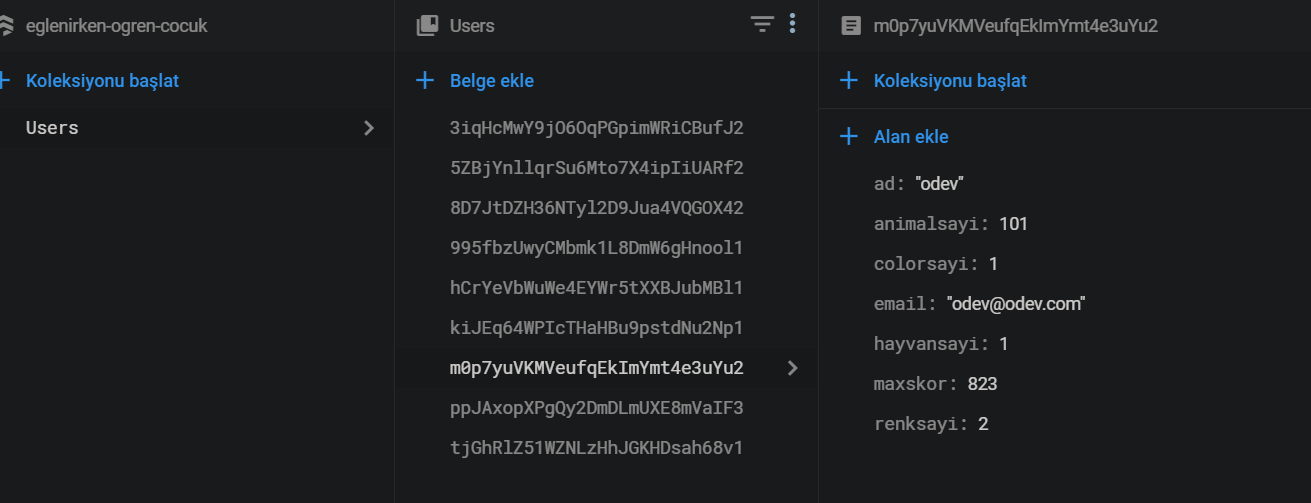 eglenirken-ogren-cocuk
Koleksiyonu başlat
Users
Users
Belge ekle
3iqHcMwY9jO6OqPGpimWRiCBufJ2
5ZBjYnllqrSu6Mto7X4ipIiUARf2
8D7JtDZH36NTyl2D9Jua4VQGOX42
995fbzUwyCMbmk1L8DmW6gHnool1
hCrYeVbWuWe4EYWr5tXXBJubMBl1
kiJEq64WPIcTHaHBu9pstdNu2Np1
m0p7yuVKMVeufqEkImYmt4e3uYu2
ppJAxopXPgQy2DmDLmUXE8mVaIF3
tjGhRlZ51WZNLzHhJGKHDsah68v1
m0p7yuVKMVeufqEkImYmt4e3uYu2
Koleksiyonu başlat
Alan ekle
ad: "odev"
animalsayi: 101
colorsayi: 1
email: "odev@odev.com"
hayvansayi: 1
maxskor: 823
renksayi: 2